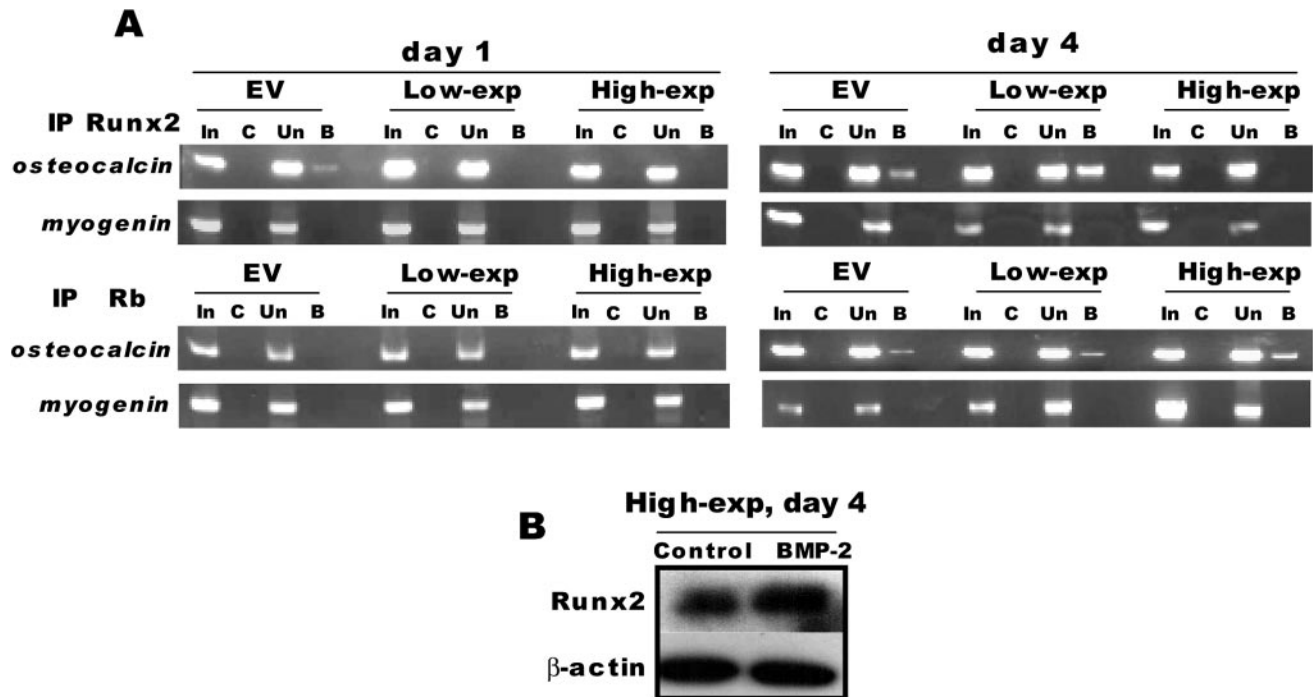 A
day 1 day 4
EV Low-exp High-exp EV Low-exp High-exp
IP Runx2 In C Un B In C Un B In C Un B In C Un B In C Un B In C Un B
osteocalcin
myogenin
EV Low-exp High-exp EV Low-exp High-exp
IP Rb In C Un B In C Un B In C Un B In C Un B In C Un B In C Un B
osteocalcin
myogenin
B High-exp, day 4
Control BMP-2
Runx2
β-actin